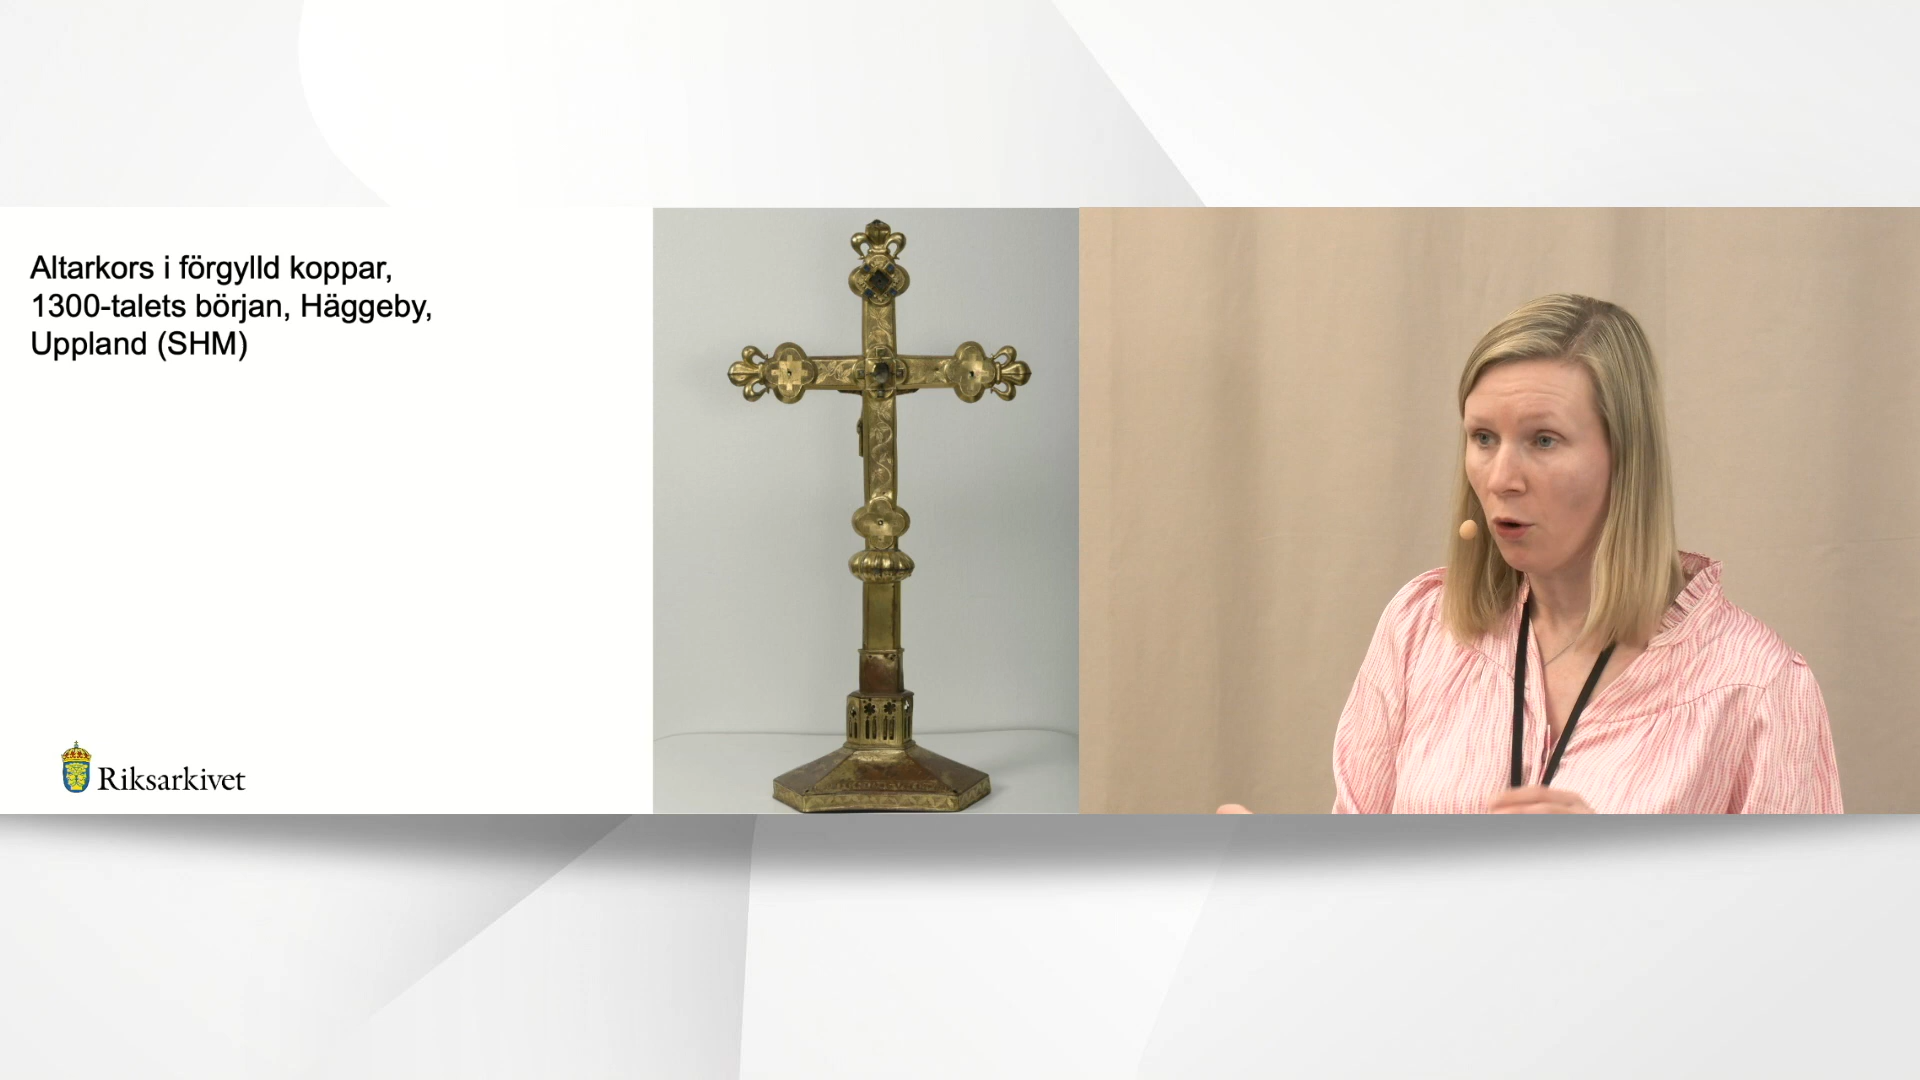 Altarkors i förgylld koppar,
1300-talets början, Häggeby,
Uppland (SHM)
Riksarkivet